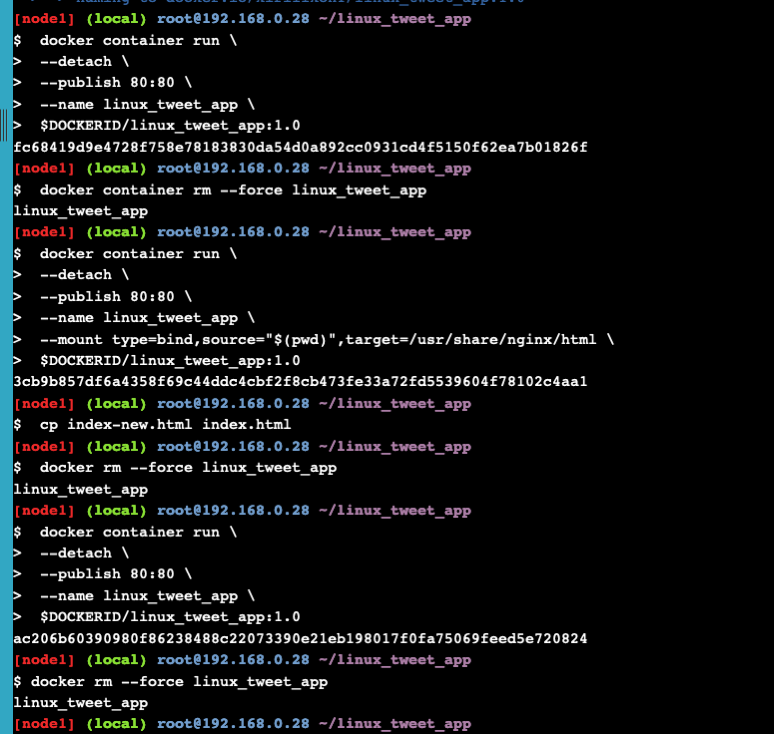 [node1] (local) root@192.168.0.28 ~/linux_tweet_app
$  docker container run \
>  --detach \
>  --publish 80:80 \
>  --name linux_tweet_app \
>  $DOCKERID/linux_tweet_app:1.0
fc68419d9e4728f758e78183830da54d0a892cc0931cd4f5150f62ea7b01826f
[node1] (local) root@192.168.0.28 ~/linux_tweet_app
$  docker container rm --force linux_tweet_app
linux_tweet_app
[node1] (local) root@192.168.0.28 ~/linux_tweet_app
$  docker container run \
>  --detach \
>  --publish 80:80 \
>  --name linux_tweet_app \
>  --mount type=bind,source="$(pwd)",target=/usr/share/nginx/html \
>  $DOCKERID/linux_tweet_app:1.0
3cb9b857df6a4358f69c44ddc4cbf2f8cb473fe33a72fd5539604f78102c4aa1
[node1] (local) root@192.168.0.28 ~/linux_tweet_app
$  cp index-new.html index.html
[node1] (local) root@192.168.0.28 ~/linux_tweet_app
$  docker rm --force linux_tweet_app
linux_tweet_app
[node1] (local) root@192.168.0.28 ~/linux_tweet_app
$  docker container run \
>  --detach \
>  --publish 80:80 \
>  --name linux_tweet_app \
>  $DOCKERID/linux_tweet_app:1.0
ac206b60390980f86238488c22073390e21eb198017f0fa75069feed5e720824
[node1] (local) root@192.168.0.28 ~/linux_tweet_app
$ docker rm --force linux_tweet_app
linux_tweet_app
[node1] (local) root@192.168.0.28 ~/linux_tweet_app